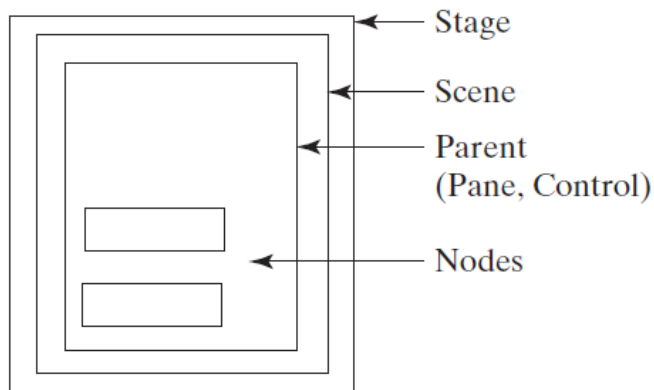 Stage
Scene
Parent
(Pane, Control)
Nodes